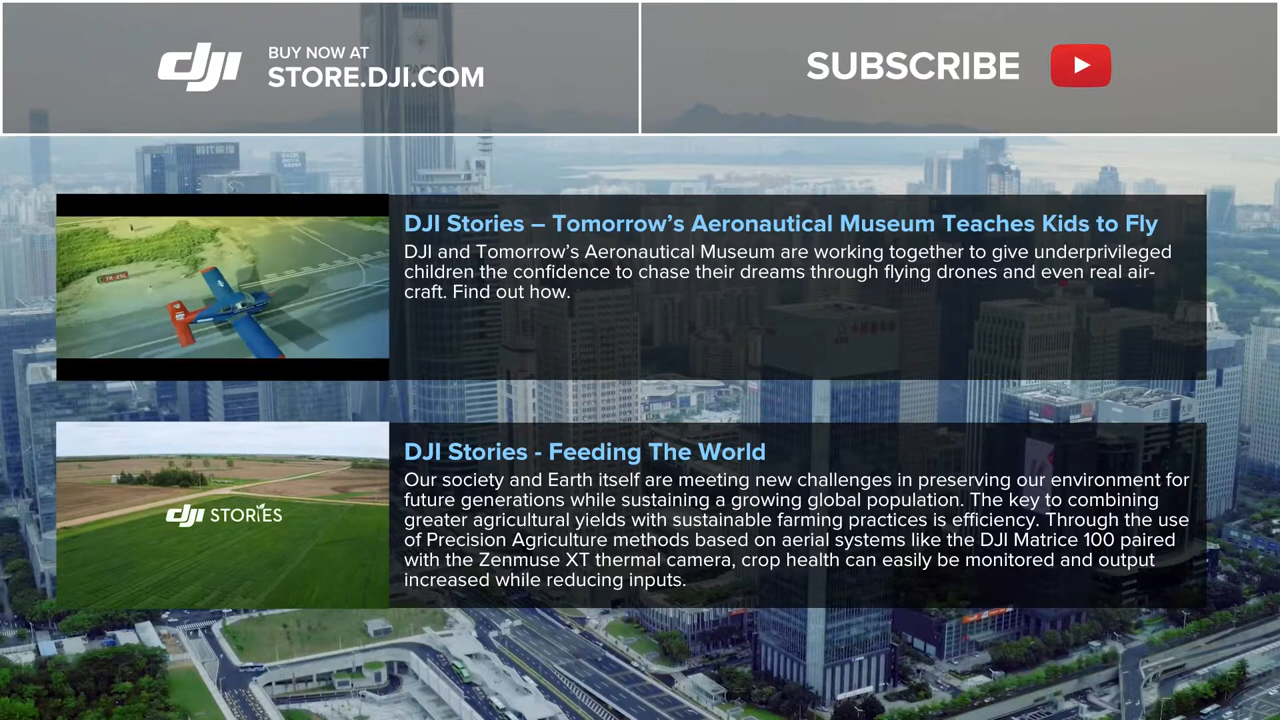 dji
BUY NOW AT
STORE.DJI.COM
SUBSCRIBE
DJI Stories – Tomorrow’s Aeronautical Museum Teaches Kids to Fly
DJI and Tomorrow’s Aeronautical Museum are working together to give underprivileged
children the confidence to chase their dreams through flying drones and even real air-
craft. Find out how.
DJI Stories - Feeding The World
Our society and Earth itself are meeting new challenges in preserving our environment for
future generations while sustaining a growing global population. The key to combining
greater agricultural yields with sustainable farming practices is efficiency. Through the use
of Precision Agriculture methods based on aerial systems like the DJI Matrice 100 paired
with the Zenmuse XT thermal camera, crop health can easily be monitored and output
increased while reducing inputs.
dji STORIES